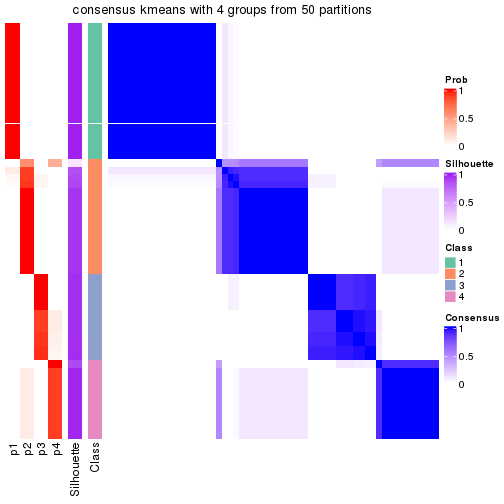 consensus kmeans with 4 groups from 50 partitions
Prob
1
0.5
0
Silhouette
1
0.5
0
Class
1
2
3
4
Consensus
1
0.5
0
p1
p2
p3
p4
Silhouette
Class